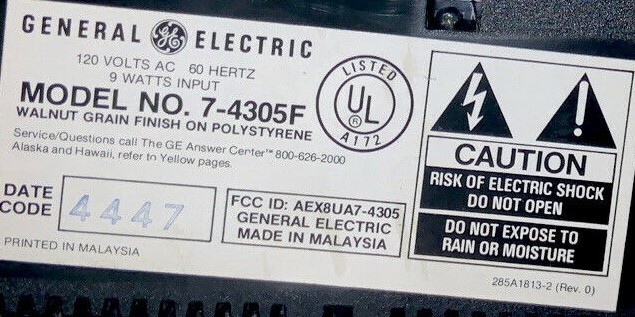 GENERAL GE ELECTRIC
120 VOLTS AC 60 HERTZ
9 WATTS INPUT
MODEL NO. 7-4305F
WALNUT GRAIN FINISH ON POLYSTYRENE
Service/Questions call The GE Answer Center™ 800-626-2000
Alaska and Hawaii, refer to Yellow pages.
LISTED
UL ®
A172
DATE
CODE
4447
FCC ID: AEX8UA7-4305
GENERAL ELECTRIC
MADE IN MALAYSIA
PRINTED IN MALAYSIA
!
CAUTION
RISK OF ELECTRIC SHOCK
DO NOT OPEN
DO NOT EXPOSE TO
RAIN OR MOISTURE
285A1813-2 (Rev. 0)